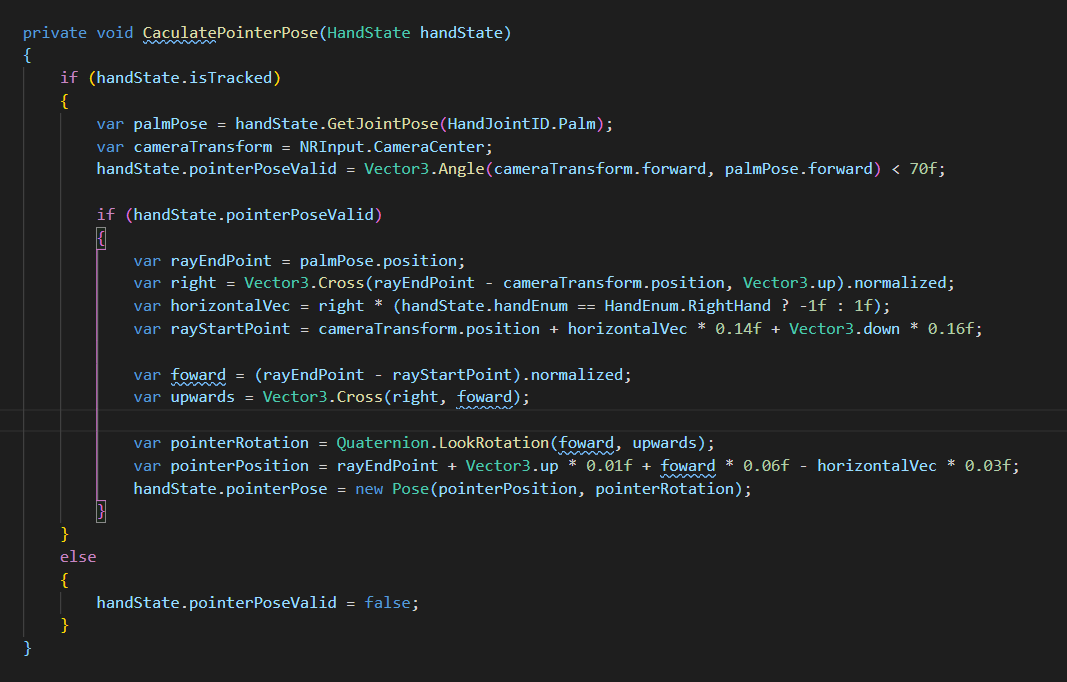 private void CaculatePointerPose(HandState handState)
{
    if (handState.isTracked)
    {
        var palmPose = handState.GetJointPose(HandJointID.Palm);
        var cameraTransform = NRInput.CameraCenter;
        handState.pointerPoseValid = Vector3.Angle(cameraTransform.forward, palmPose.forward) < 70f;

        if (handState.pointerPoseValid)
        {
            var rayEndPoint = palmPose.position;
            var right = Vector3.Cross(rayEndPoint - cameraTransform.position, Vector3.up).normalized;
            var horizontalVec = right * (handState.handEnum == HandEnum.RightHand ? -1f : 1f);
            var rayStartPoint = cameraTransform.position + horizontalVec * 0.14f + Vector3.down * 0.16f;

            var foward = (rayEndPoint - rayStartPoint).normalized;
            var upwards = Vector3.Cross(right, foward);

            var pointerRotation = Quaternion.LookRotation(foward, upwards);
            var pointerPosition = rayEndPoint + Vector3.up * 0.01f + foward * 0.06f - horizontalVec * 0.03f;
            handState.pointerPose = new Pose(pointerPosition, pointerRotation);
        }
    }
    else
    {
        handState.pointerPoseValid = false;
    }
}